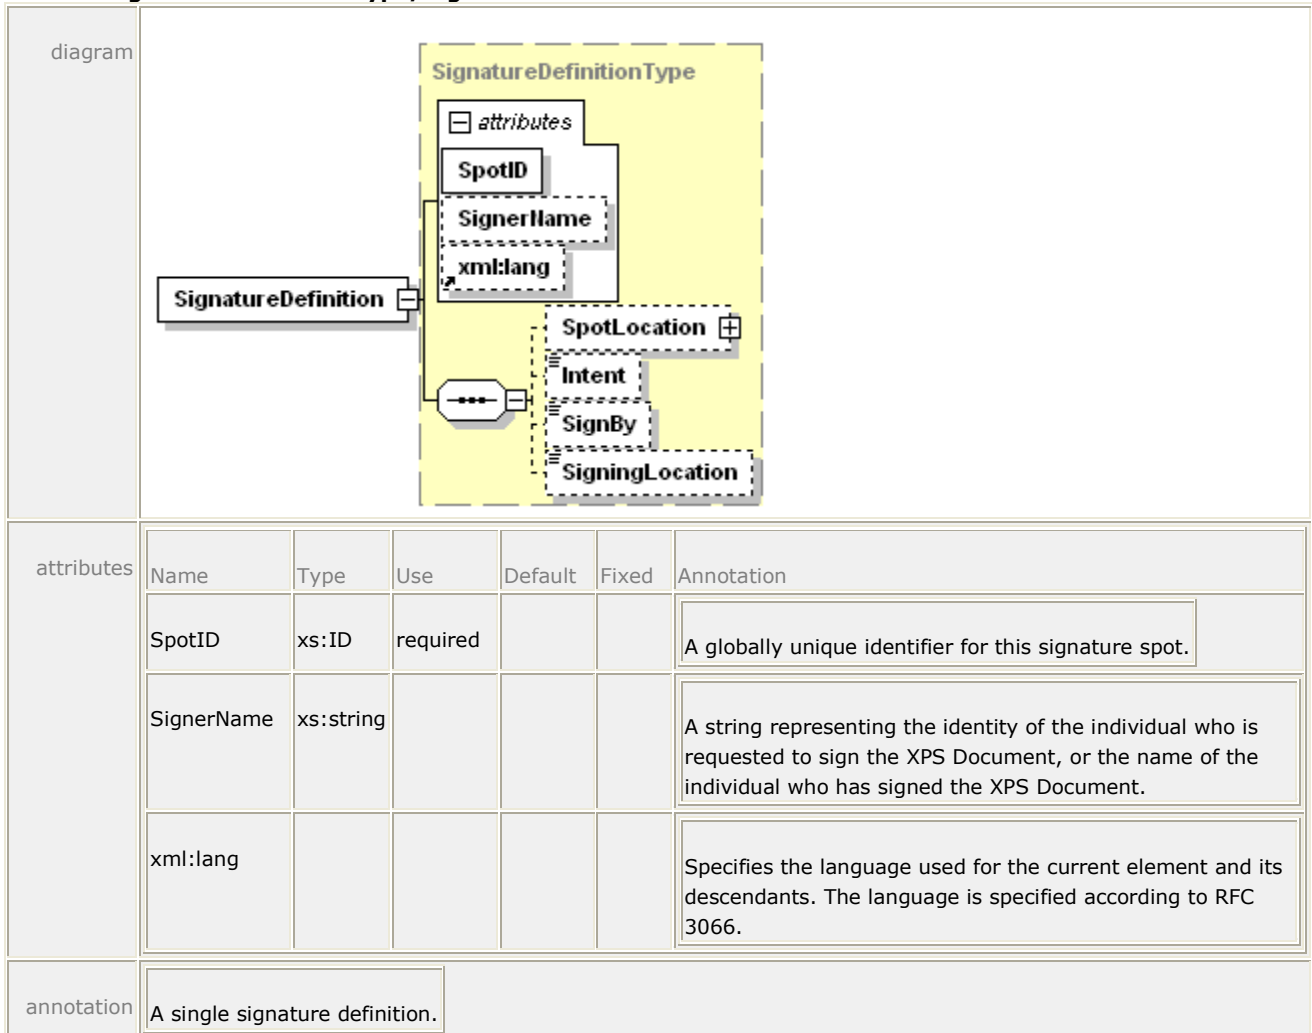 diagram
SignatureDefinitionType
attributes
SpotID
SignerName
xml:lang
SignatureDefinition
SpotLocation
Intent
SignBy
SigningLocation
attributes
Name Type Use Default Fixed Annotation
SpotID xs:ID required A globally unique identifier for this signature spot.
SignerName xs:string A string representing the identity of the individual who is
requested to sign the XPS Document, or the name of the
individual who has signed the XPS Document.
xml:lang Specifies the language used for the current element and its
descendants. The language is specified according to RFC
3066.
annotation A single signature definition.